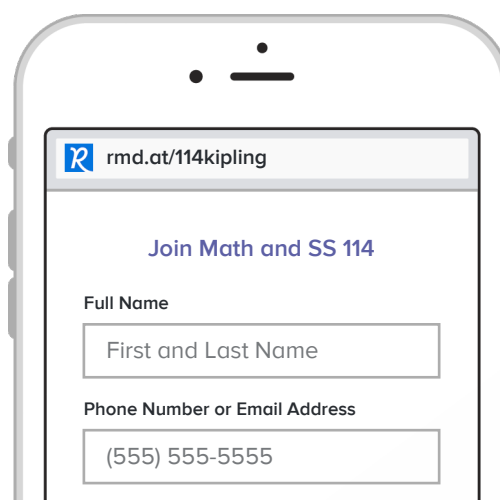 R rmd.at/114kipling
Join Math and SS 114
Full Name
First and Last Name
Phone Number or Email Address
(555) 555-5555